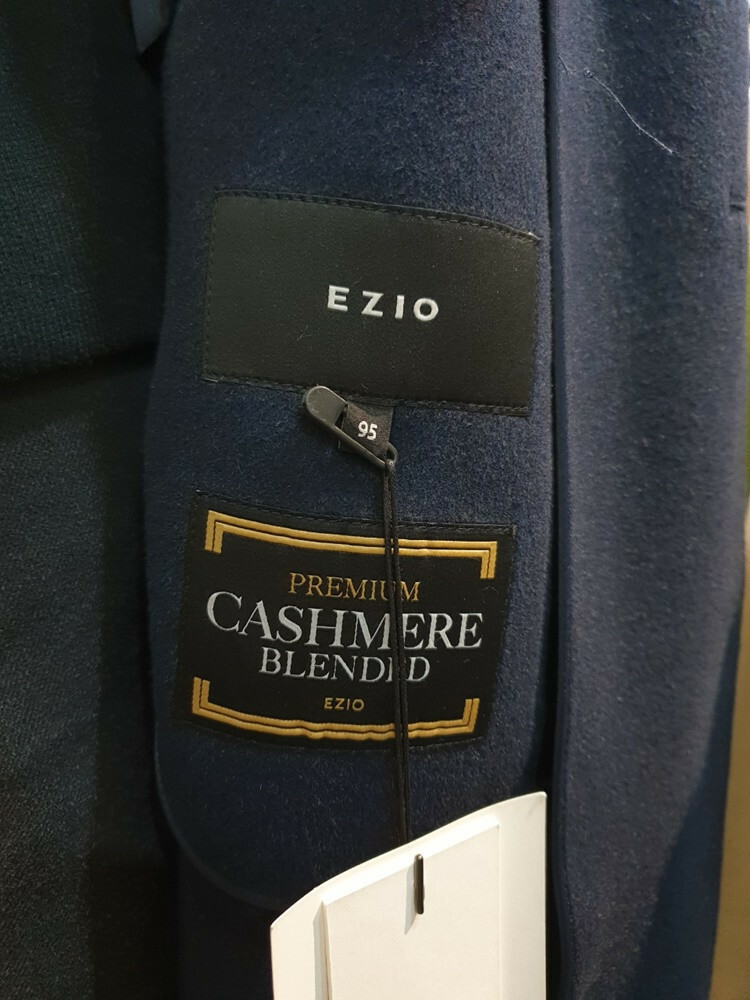 EZIO
95
PREMIUM
CASHMERE
BLENDED
EZIO